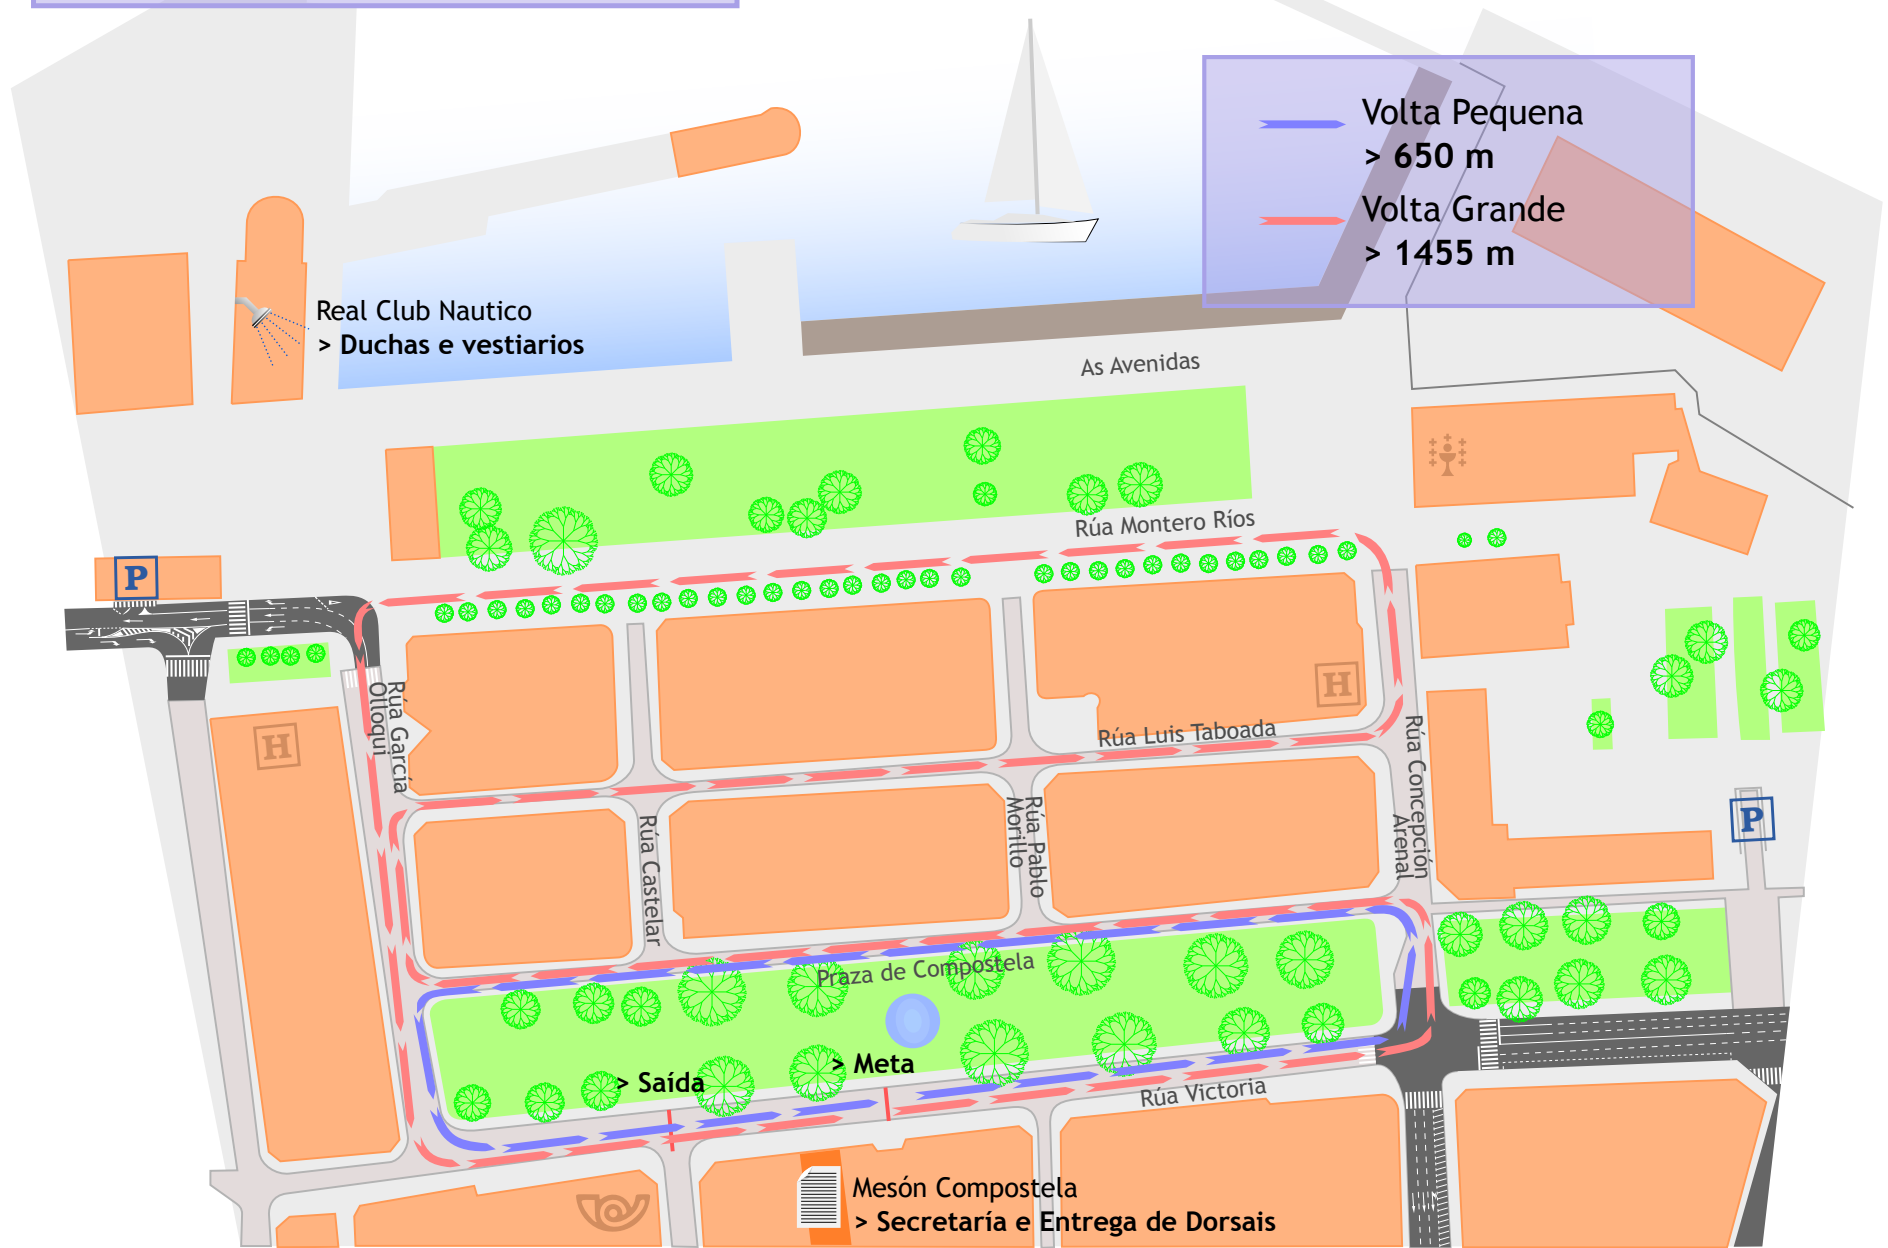 Volta Pequena
> 650 m
Volta Grande
> 1455 m
Real Club Nautico
> Duchas e vestiarios
As Avenidas
Rúa Montero Ríos
P
H
Rúa García
Olloqui
H
Rúa Luis Taboada
Rúa Concepción
Arenal
P
Rúa Castelar
Rúa Pablo
Morillo
Praza de Compostela
> Meta
> Saída
Rúa Victoria
Mesón Compostela
> Secretaría e Entrega de Dorsais